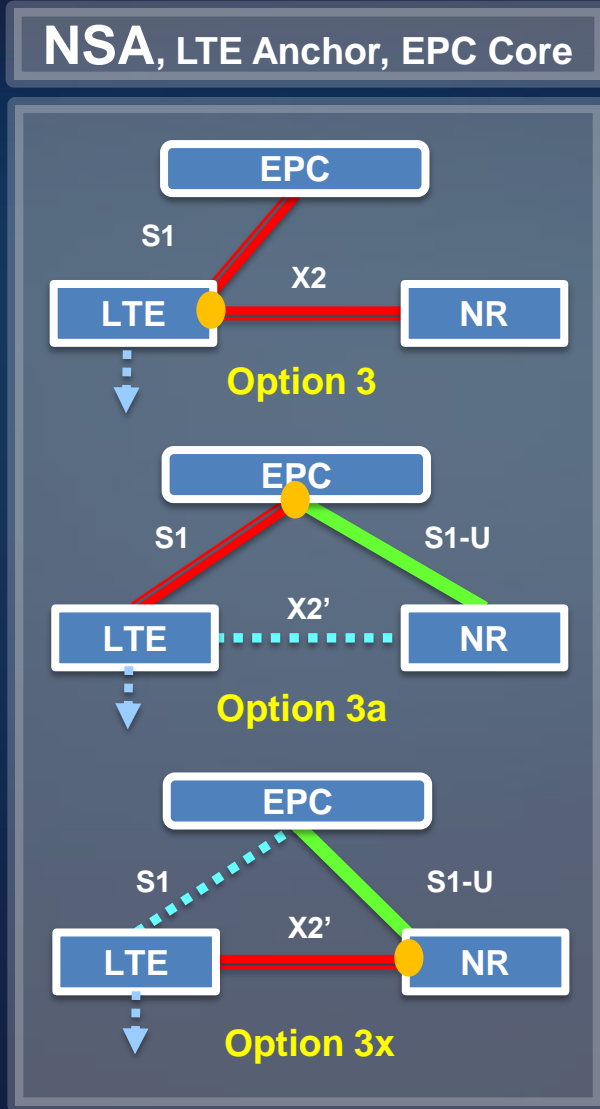 NSA, LTE Anchor, EPC Core
EPC
S1
X2
LTE
NR
Option 3
EPC
S1
S1-U
X2’
LTE
NR
Option 3a
EPC
S1
S1-U
X2’
LTE
NR
Option 3x